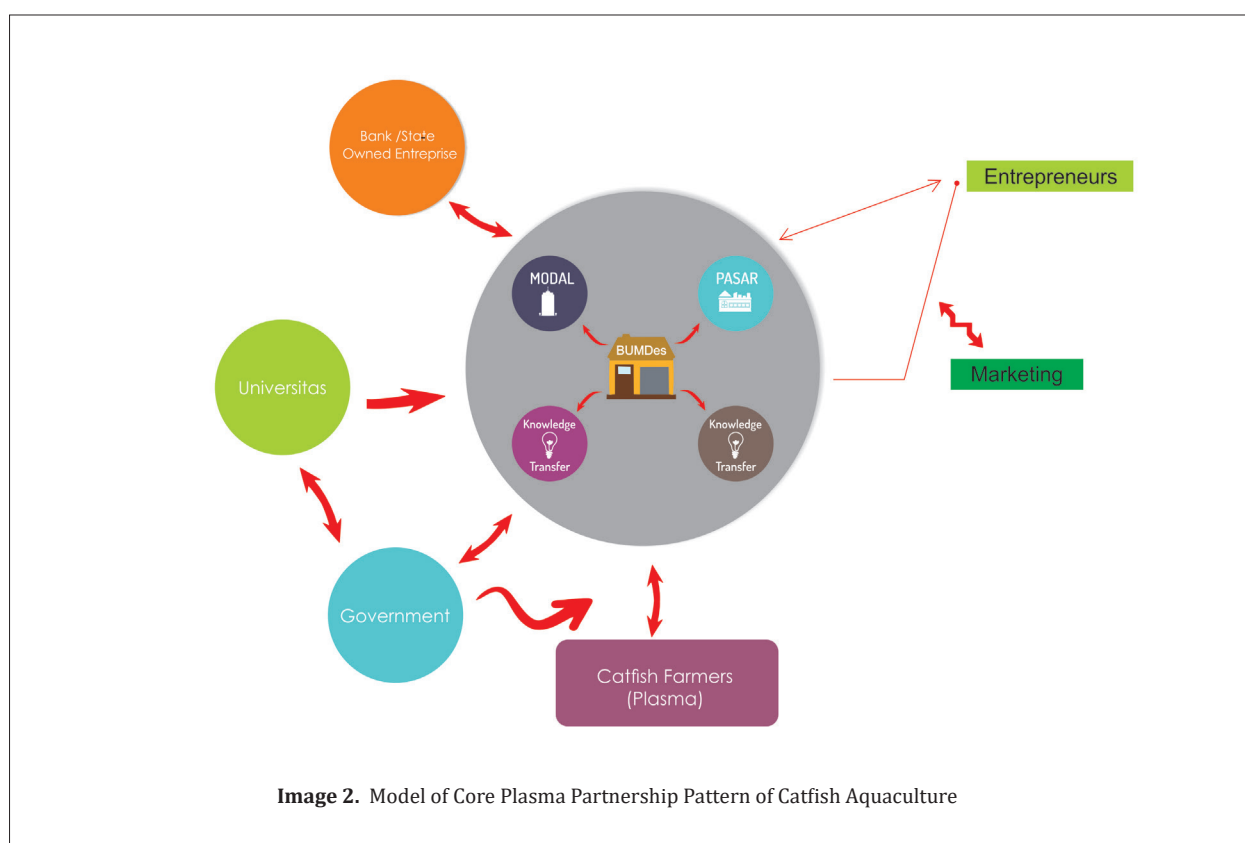 Bank /State
Owned Entreprise
Entrepreneurs
MODAL
PASAR
BUMDes
Marketing
Universitas
Knowledge
Transfer
Knowledge
Transfer
Government
Catfish Farmers
(Plasma)
Image 2. Model of Core Plasma Partnership Pattern of Catfish Aquaculture